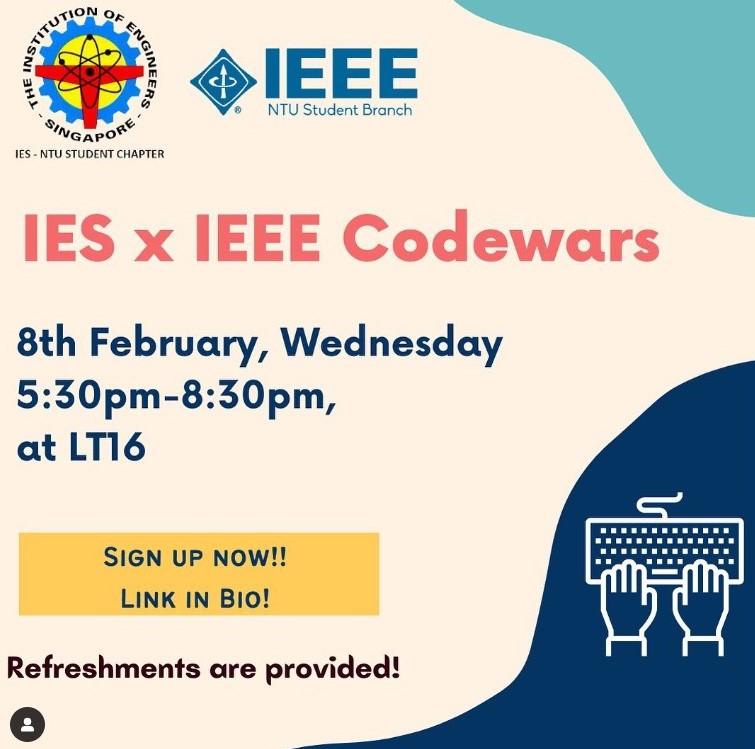 THE INSTITUTION OF ENGINEERS
- SINGAPORE -
IES - NTU STUDENT CHAPTER
IEEE
®
NTU Student Branch
IES x IEEE Codewars
8th February, Wednesday
5:30pm-8:30pm,
at LT16
SIGN UP NOW!!
LINK IN BIO!
Refreshments are provided!